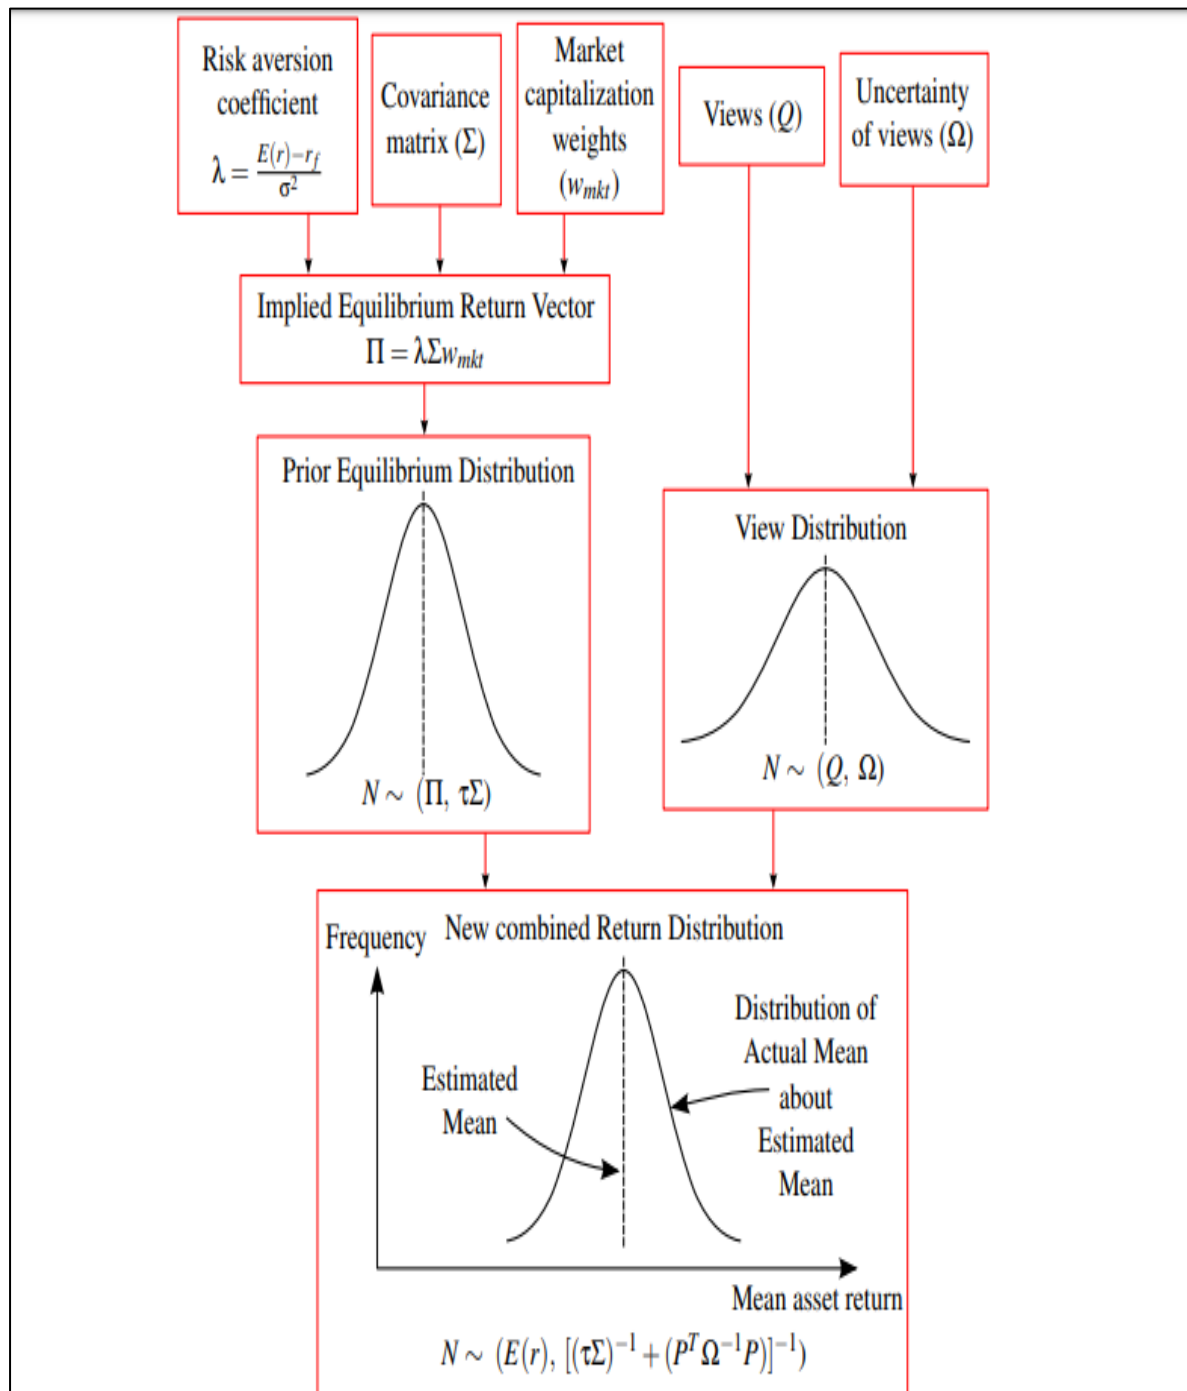 Risk aversion
coefficient
λ = E(r)−r_f / σ²
Covariance
matrix (Σ)
Market
capitalization
weights
(w_mkt)
Views (Q)
Uncertainty
of views (Ω)
Implied Equilibrium Return Vector
Π = λΣw_mkt
Prior Equilibrium Distribution
N ∼ (Π, τΣ)
View Distribution
N ∼ (Q, Ω)
New combined Return Distribution
Frequency
Distribution of
Actual Mean
about
Estimated
Mean
Estimated
Mean
Mean asset return
N ∼ (E(r), [(τΣ)⁻¹ + (PᵀΩ⁻¹P)]⁻¹)